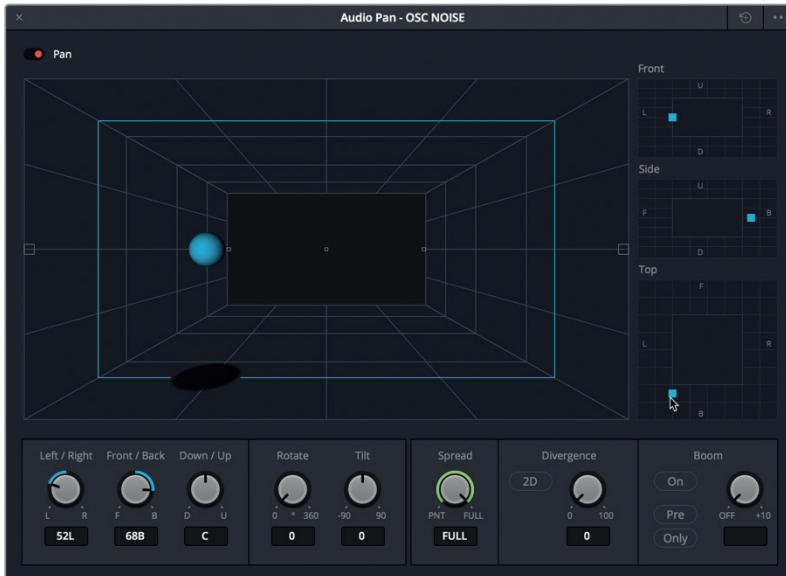 Audio Pan - OSC NOISE
Pan
Front
U
L R
D
Side
U
F B
D
Top
F
L R
B
Left / Right Front / Back Down / Up Rotate Tilt Spread Divergence Boom
2D On
L R F B D U 0 ° 360 -90 90 PNT FULL 0 100 Pre OFF +10
52L 68B C 0 0 FULL 0 Only